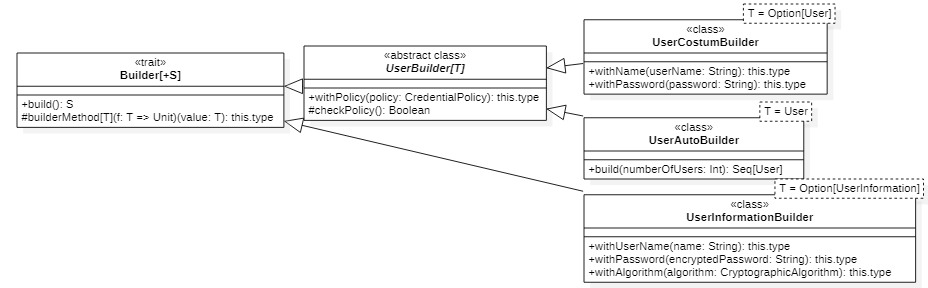 «trait»
Builder[+S]
+build(): S
#builderMethod[T](f: T => Unit)(value: T): this.type
«abstract class»
UserBuilder[T]
+withPolicy(policy: CredentialPolicy): this.type
#checkPolicy(): Boolean
T = Option[User]
«class»
UserCostumBuilder
+withName(userName: String): this.type
+withPassword(password: String): this.type
T = User
«class»
UserAutoBuilder
+build(numberOfUsers: Int): Seq[User]
T = Option[UserInformation]
«class»
UserInformationBuilder
+withUserName(name: String): this.type
+withPassword(encryptedPassword: String): this.type
+withAlgorithm(algorithm: CryptographicAlgorithm): this.type